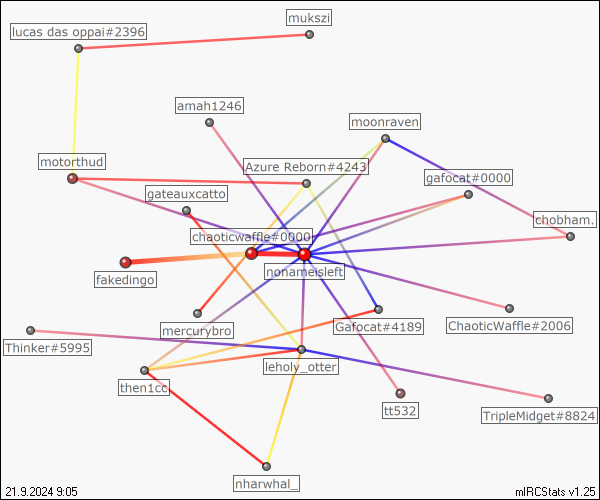 mukszi
lucas das oppai#2396
amah1246
moonraven
motorthud
Azure Reborn#4243
gafocat#0000
gateauxcatto
chobham.
chaoticwaffle#0000
nonameisleft
fakedingo
mercurybro
Gafocat#4189
ChaoticWaffle#2006
Thinker#5995
leholy_otter
then1cc
tt532
TripleMidget#8824
nharwhal_
21.9.2024 9:05
mIRCStats v1.25